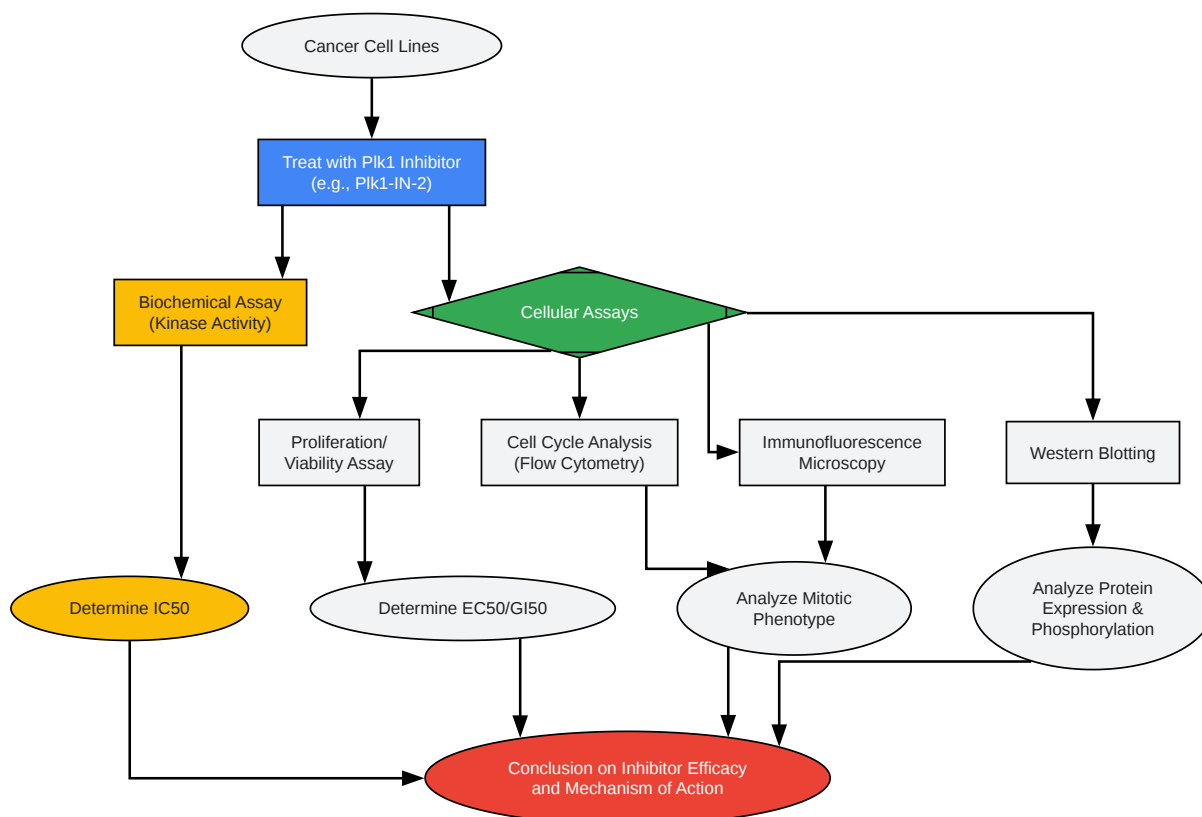 Cancer Cell Lines
Treat with Plk1 Inhibitor
(e.g., Plk1-IN-2)
Biochemical Assay
(Kinase Activity)
Cellular Assays
Proliferation/
Viability Assay
Cell Cycle Analysis
(Flow Cytometry)
Immunofluorescence
Microscopy
Western Blotting
Determine IC50
Determine EC50/GI50
Analyze Mitotic
Phenotype
Analyze Protein
Expression &
Phosphorylation
Conclusion on Inhibitor Efficacy
and Mechanism of Action